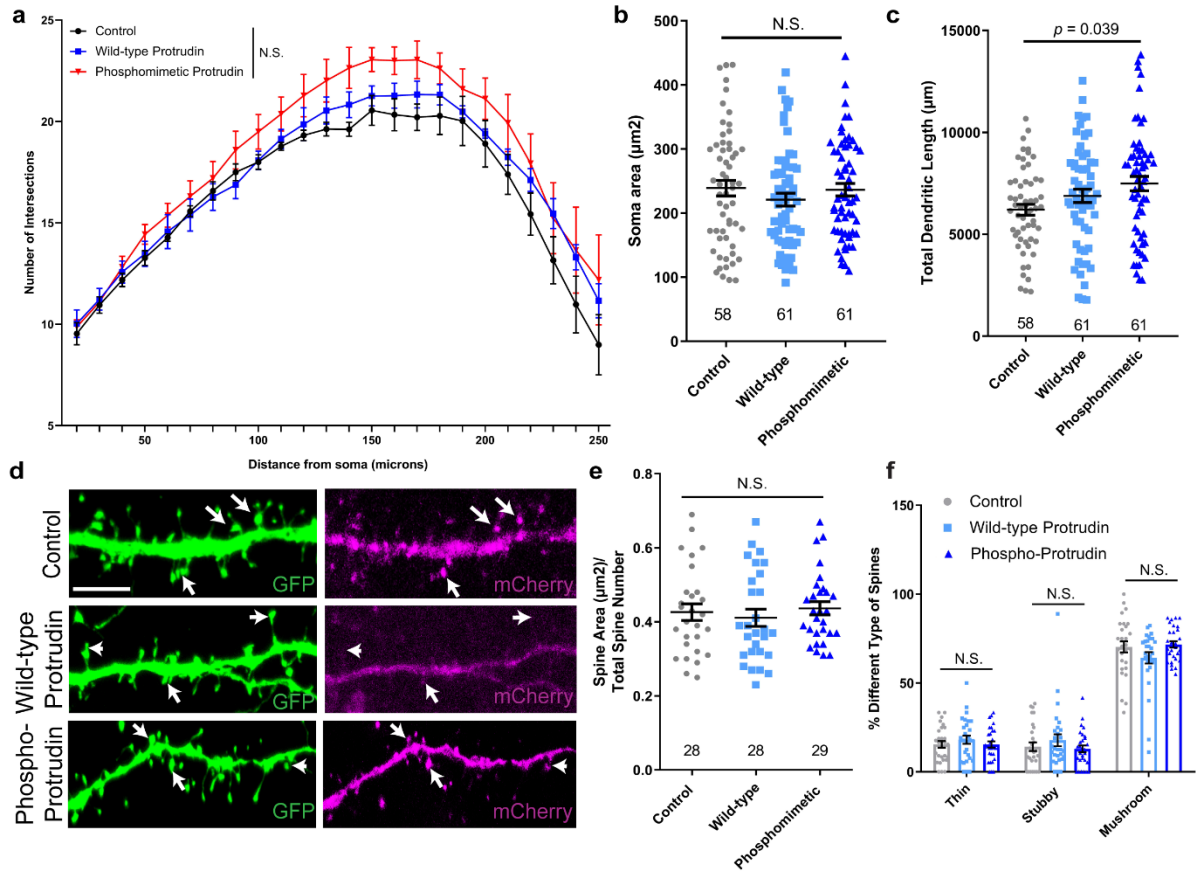 a
Control
Wild-type Protrudin
Phosphomimetic Protrudin
N.S.
Number of Intersections
25
20
15
10
5
50
100
150
200
250
Distance from soma (microns)
b
N.S.
Soma area (µm2)
500
400
300
200
100
0
58
61
61
Control
Wild-type
Phosphomimetic
c
p = 0.039
Total Dendritic Length (µm)
15000
10000
5000
0
58
61
61
Control
Wild-type
Phosphomimetic
d
Control
GFP
mCherry
Wild-type
Protrudin
GFP
mCherry
Phospho-
Protrudin
GFP
mCherry
e
N.S.
Spine Area (µm2)/
Total Spine Number
0.8
0.6
0.4
0.2
0.0
28
28
29
Control
Wild-type
Phosphomimetic
f
Control
Wild-type Protrudin
Phospho-Protrudin
% Different Type of Spines
150
100
50
0
N.S.
N.S.
N.S.
Thin
Stubby
Mushroom